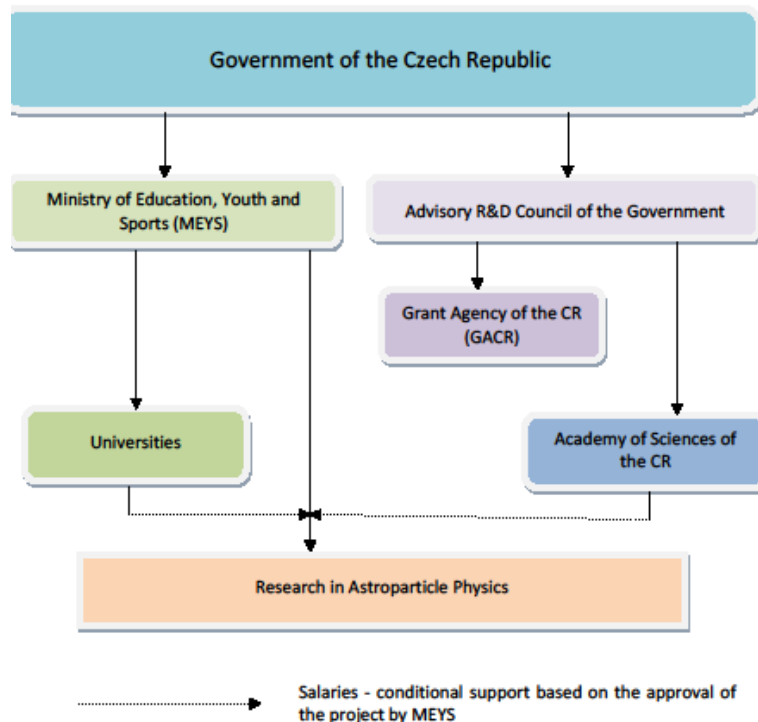 Government of the Czech Republic
Ministry of Education, Youth and
Sports (MEYS)
Advisory R&D Council of the Government
Grant Agency of the CR
(GACR)
Universities
Academy of Sciences of
the CR
Research in Astroparticle Physics
Salaries - conditional support based on the approval of
the project by MEYS